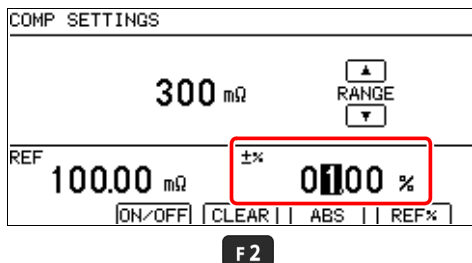 COMP SETTINGS
300 mΩ
▲
RANGE
▼
REF 100.00 mΩ ±% 01.00 %
ON/OFF CLEAR ABS REF%
F2